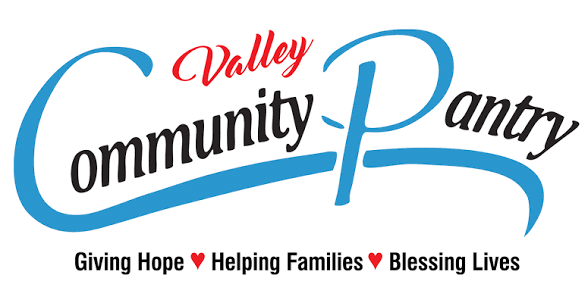 Valley
Community Pantry
Giving Hope ♥ Helping Families ♥ Blessing Lives